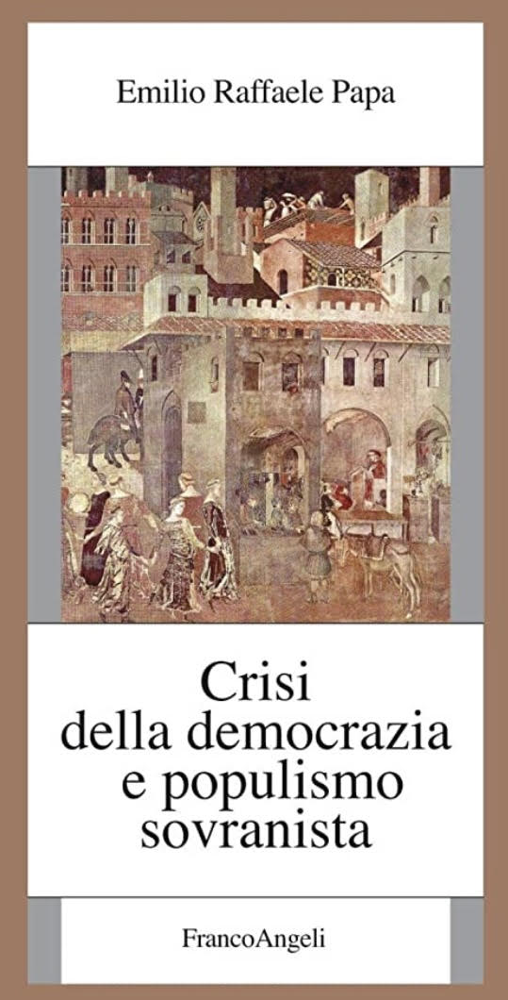 Emilio Raffaele Papa
Crisi
della democrazia
e populismo
sovranista
FrancoAngeli